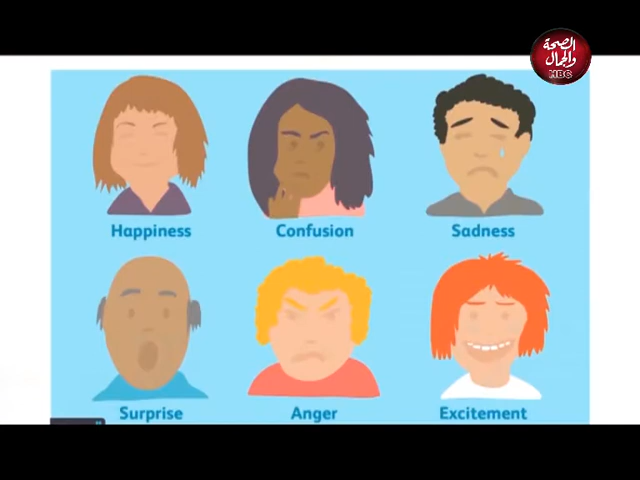 الصحة
والجمال
HBC
Happiness
Confusion
Sadness
Surprise
Anger
Excitement